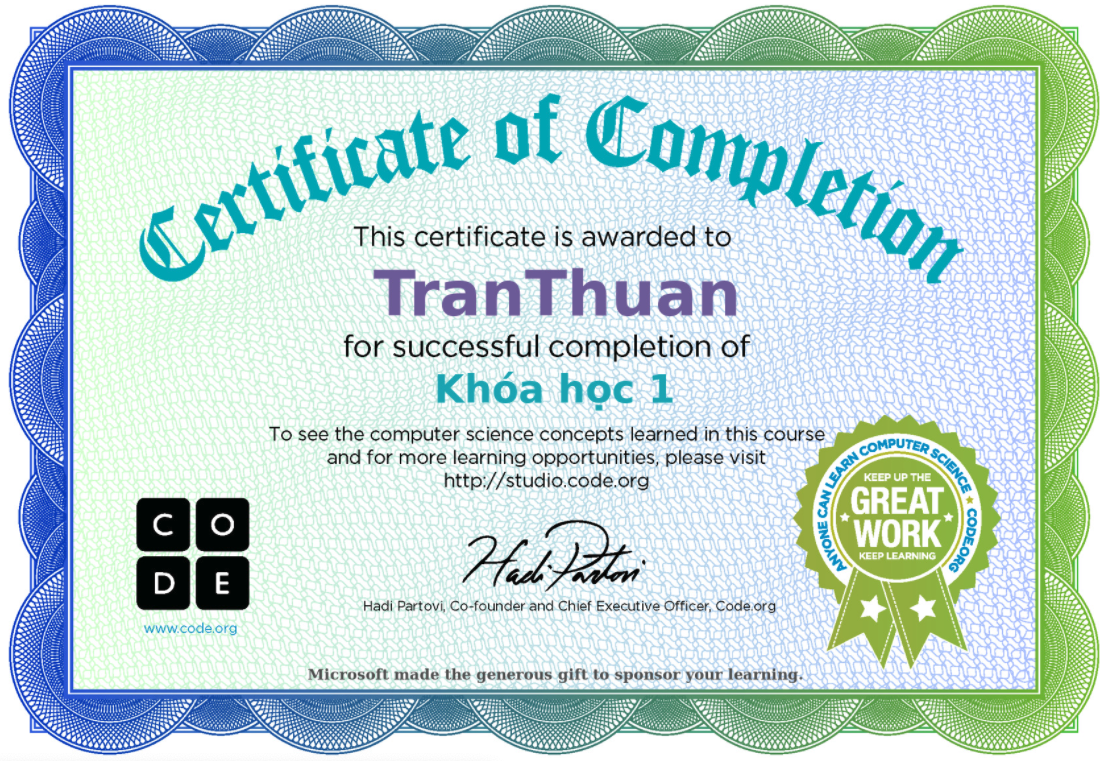 Certificate of Completion
This certificate is awarded to
TranThuan
for successful completion of
Khóa học 1
To see the computer science concepts learned in this course
and for more learning opportunities, please visit
http://studio.code.org
C O
D E
www.code.org
Hadi Partovi
Hadi Partovi, Co-founder and Chief Executive Officer, Code.org
ANYONE CAN LEARN COMPUTER SCIENCE ★ CODE.ORG
KEEP UP THE
GREAT
WORK
KEEP LEARNING
Microsoft made the generous gift to sponsor your learning.